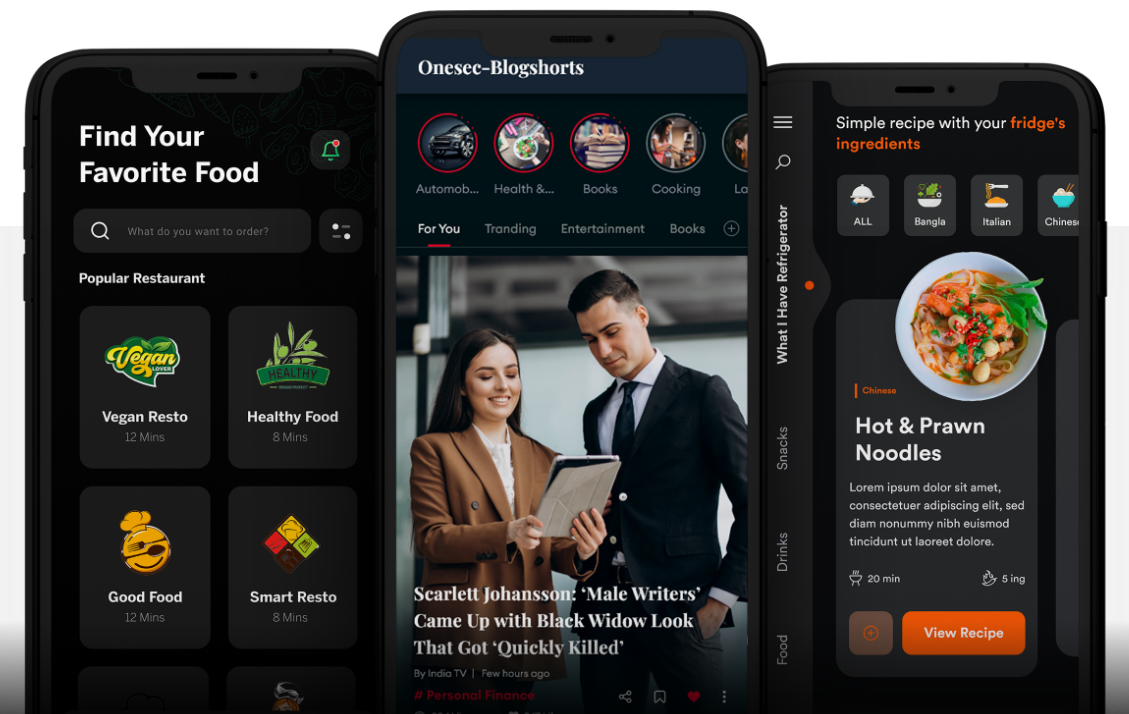 Find Your
Favorite Food
What do you want to order?
Popular Restaurant
Vegan
LOVER
Vegan Resto
12 Mins
HEALTHY
Healthy Food
8 Mins
Good Food
12 Mins
Smart Resto
8 Mins
Onesec-Blogshorts
Automob...
Health &...
Books
Cooking
La
For You
Tranding
Entertainment
Books
Scarlett Johansson: ‘Male Writers’
Came Up with Black Widow Look
That Got ‘Quickly Killed’
By India TV | Few hours ago
# Personal Finance
What I Have Refrigerator
Snacks
Drinks
Food
Simple recipe with your fridge's
ingredients
ALL
Bangla
Italian
Chinese
Chinese
Hot & Prawn
Noodles
Lorem ipsum dolor sit amet,
consectetuer adipiscing elit, sed
diam nonummy nibh euismod
tincidunt ut laoreet dolore.
20 min
5 ing
View Recipe